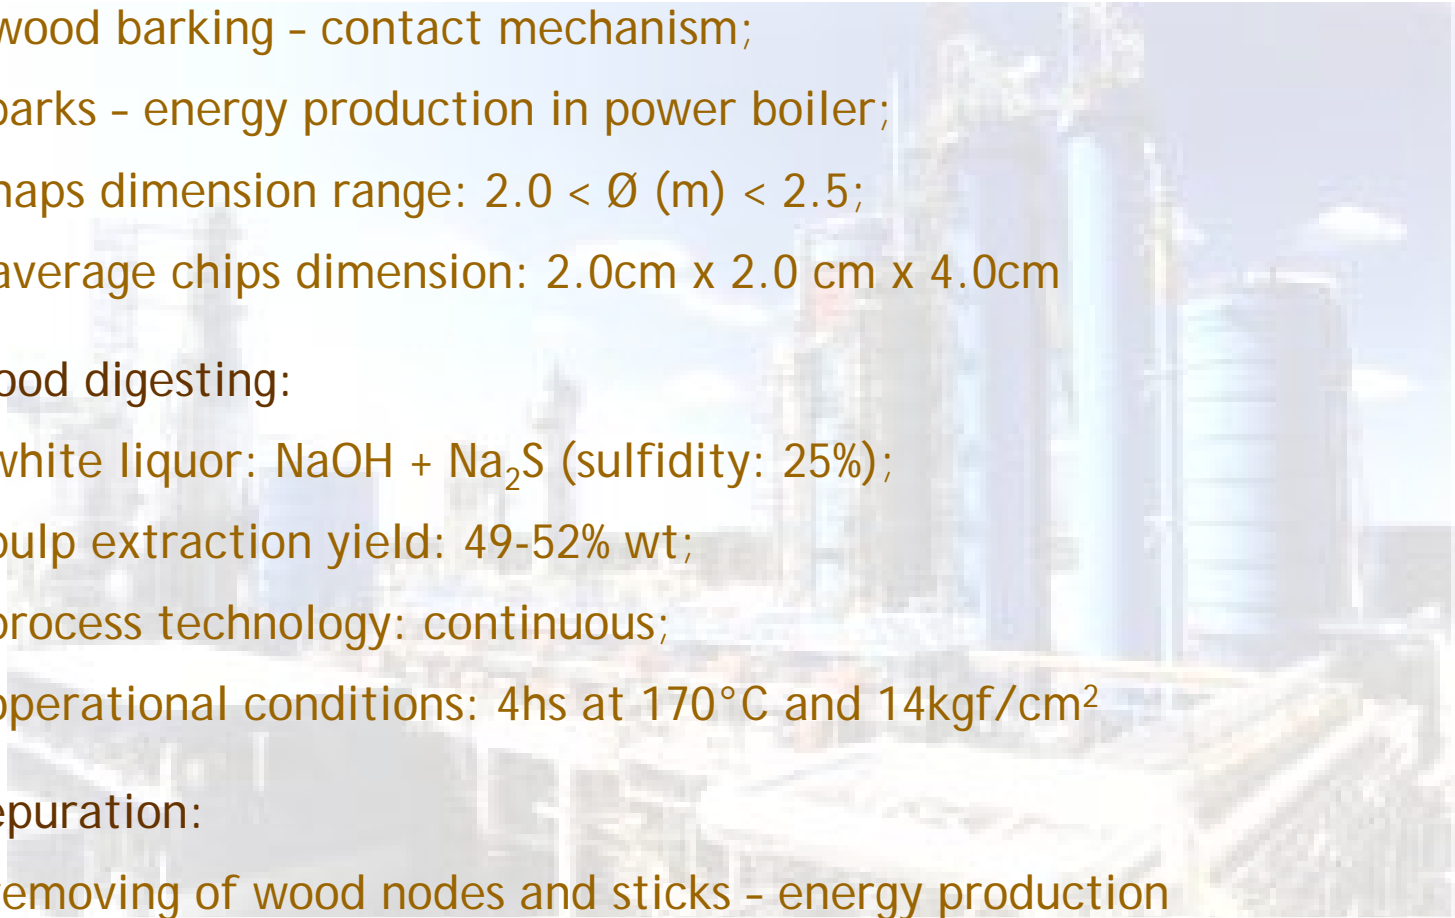 wood barking – contact mechanism;
barks – energy production in power boiler;
haps dimension range: 2.0 < Ø (m) < 2.5;
average chips dimension: 2.0cm x 2.0 cm x 4.0cm
ood digesting:
white liquor: NaOH + Na₂S (sulfidity: 25%);
pulp extraction yield: 49-52% wt;
process technology: continuous;
operational conditions: 4hs at 170°C and 14kgf/cm²
epuration:
removing of wood nodes and sticks – energy production